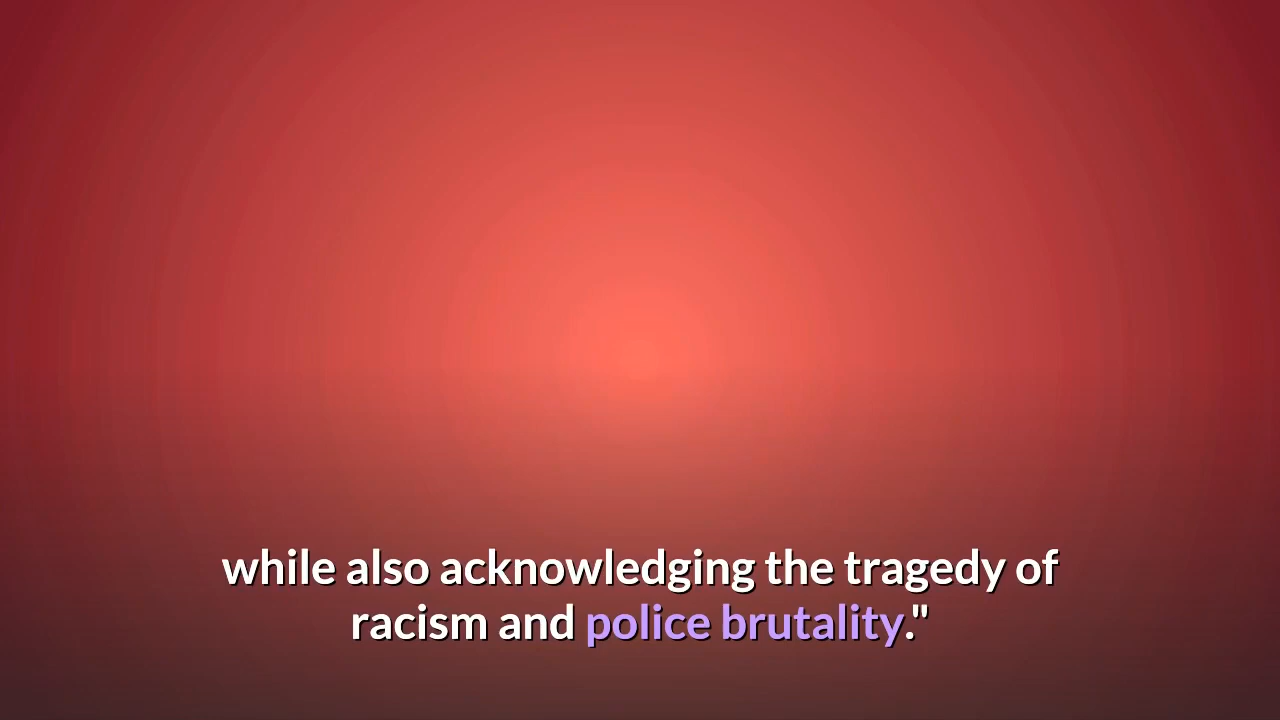 while also acknowledging the tragedy of
racism and police brutality."